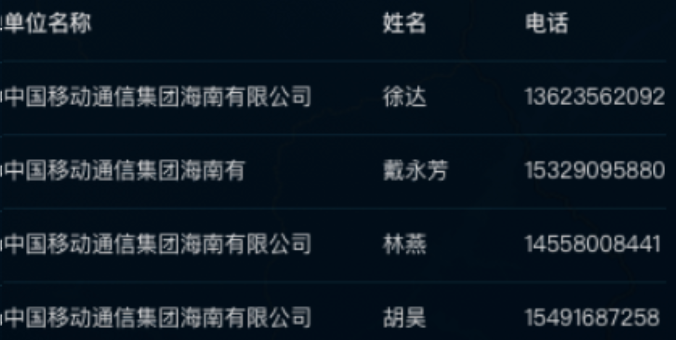 单位名称 姓名 电话
中国移动通信集团海南有限公司 徐达 13623562092
中国移动通信集团海南有 戴永芳 15329095880
中国移动通信集团海南有限公司 林燕 14558008441
中国移动通信集团海南有限公司 胡昊 15491687258